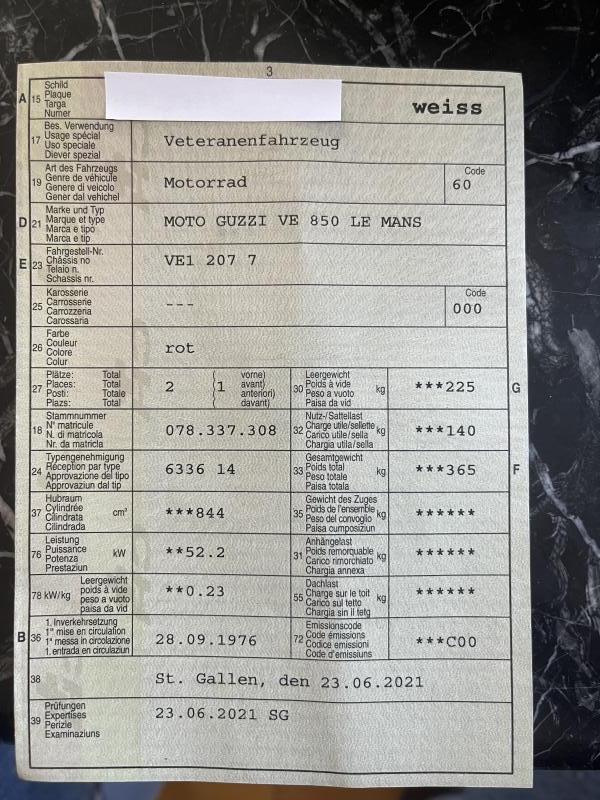 3
A 15 Schild
Plaque
Targa
Numer
weiss
17 Bes. Verwendung
Usage spécial
Uso speciale
Diever spezial
Veteranenfahrzeug
19 Art des Fahrzeugs
Genre de véhicule
Genere di veicolo
Gener dal vehichel
Motorrad
Code
60
D 21 Marke und Typ
Marque et type
Marca e tipo
Marca e tip
MOTO GUZZI VE 850 LE MANS
E 23 Fahrgestell-Nr.
Châssis no
Telaio n.
Schassis nr.
VE1 207 7
25 Karosserie
Carrosserie
Carrozzeria
Carossaria
---
Code
000
26 Farbe
Couleur
Colore
Colur
rot
27 Plätze: Total
Places: Total
Posti: Totale
Plazs: Total
2 (1 vorne)
avant)
anteriori)
davant)
30 Leergewicht
Poids à vide
Peso a vuoto
Paisa da vid
kg
***225
G
18 Stammnummer
N° matricule
N. di matricola
Nr. da matricla
078.337.308
32 Nutz-/Sattellast
Charge utile/sellette
Carico utile/sella
Chargia utila/sella
kg
***140
24 Typengenehmigung
Réception par type
Approvazione del tipo
Approvaziun dal tip
6336 14
33 Gesamtgewicht
Poids total
Peso totale
Paisa totala
kg
***365
F
37 Hubraum
Cylindrée
Cilindrata
Cilindrada
cm³
***844
35 Gewicht des Zuges
Poids de l'ensemble
Peso del convoglio
Paisa cumposiziun
kg
******
76 Leistung
Puissance
Potenza
Prestaziun
kW
**52.2
31 Anhängelast
Poids remorquable
Carico rimorchiato
Chargia annexa
kg
******
78 kW/kg Leergewicht
poids à vide
peso a vuoto
paisa da vid
**0.23
55 Dachlast
Charge sur le toit
Carico sul tetto
Chargia sin il tetg
kg
******
B 36 1. Inverkehrsetzung
1re mise en circulation
1a messa in circolazione
1. entrada en circulaziun
28.09.1976
72 Emissionscode
Code émissions
Codice emissioni
Code d'emissiuns
***C00
38 St. Gallen, den 23.06.2021
39 Prüfungen
Expertises
Perizie
Examinaziuns
23.06.2021 SG